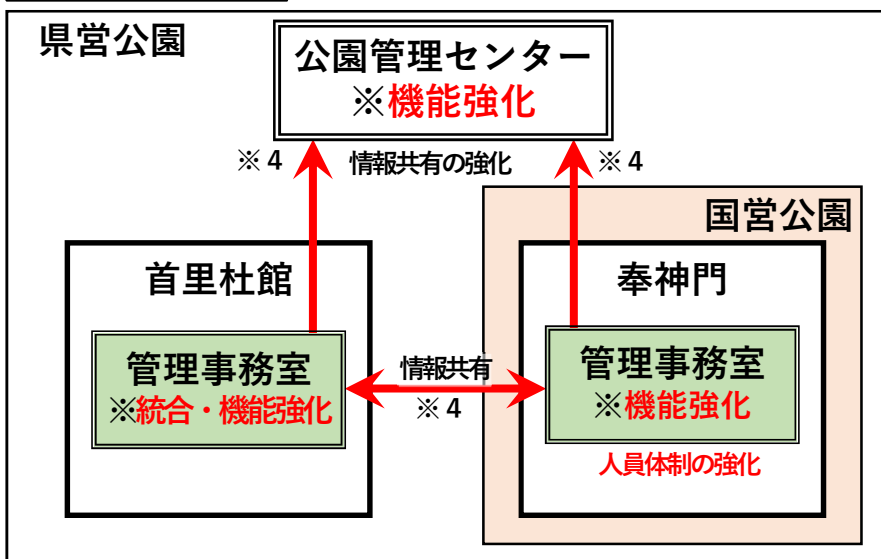 県営公園
公園管理センター
※機能強化
※４
情報共有の強化
※４
国営公園
首里杜館
奉神門
管理事務室
※統合・機能強化
情報共有
※４
管理事務室
※機能強化
人員体制の強化